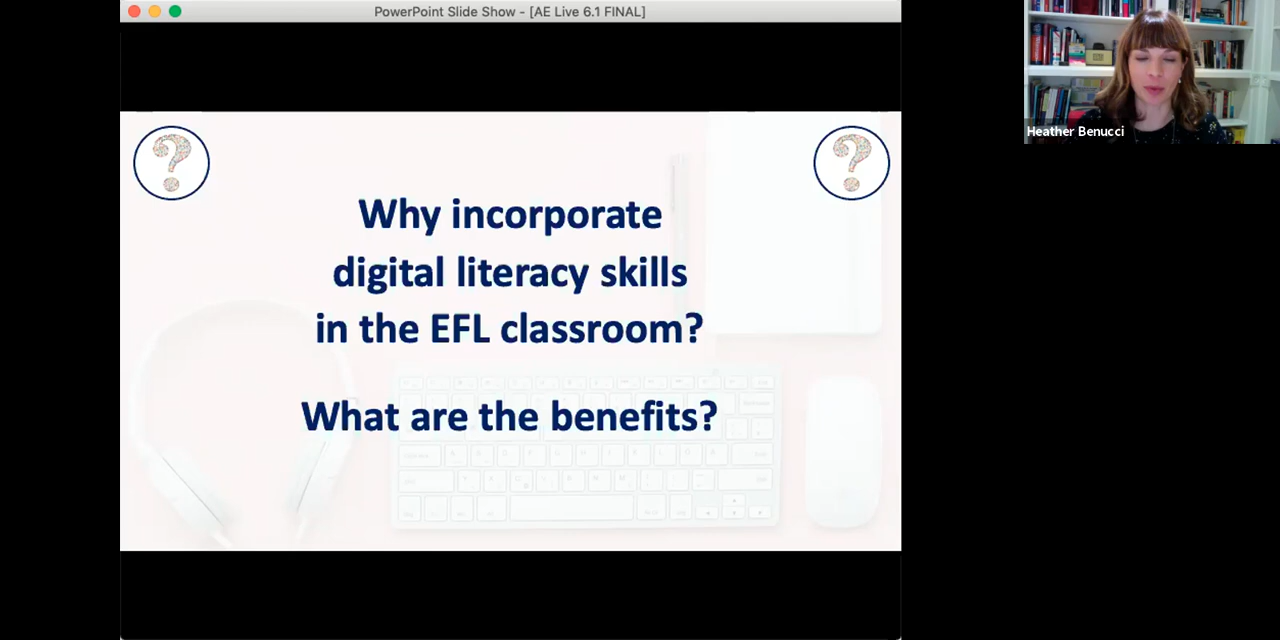 PowerPoint Slide Show - [AE Live 6.1 FINAL]
Heather Benucci
?
?
Why incorporate
digital literacy skills
in the EFL classroom?
What are the benefits?